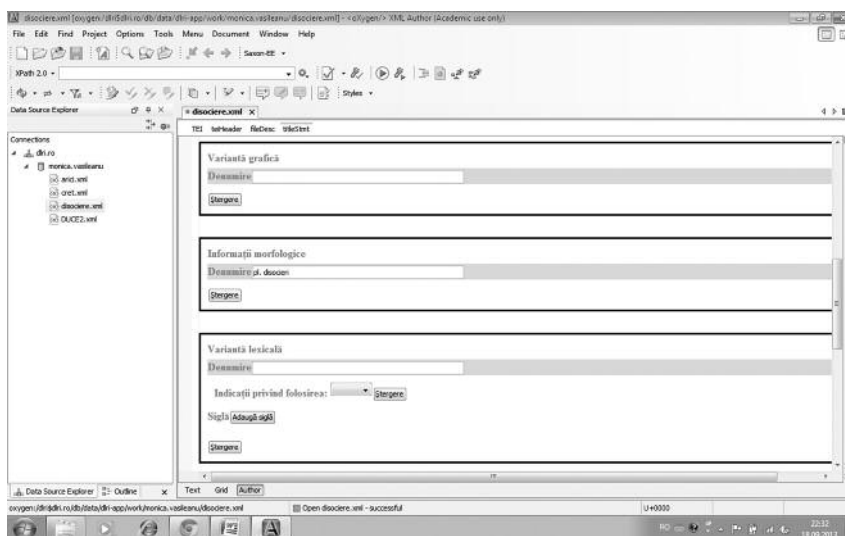 disociere.xml [oxygen:/dlri$dlri.ro/db/data/dlri-app/work/monica.vasileanu/disociere.xml] - <oXygen/> XML Author (Academic use only)
File Edit Find Project Options Tools Menu Document Window Help
Saxon-EE
XPath 2.0
Styles
Data Source Explorer
disociere.xml
TEI teiHeader fileDesc titleStmt
Connections
dlri.ro
monica.vasileanu
arici.xml
cret.xml
disociere.xml
DUCE2.xml
Variantă grafică
Denumire
Ștergere
Informații morfologice
Denumire pl. disocieri
Ștergere
Variantă lexicală
Denumire
Indicații privind folosirea: Ștergere
Siglă Adaugă siglă
Ștergere
Data Source Explorer Outline
Text Grid Author
oxygen:/dlri$dlri.ro/db/data/dlri-app/work/monica.vasileanu/disociere.xml
Open disociere.xml - successful
U+0000
RO
22:32
18.09.2013